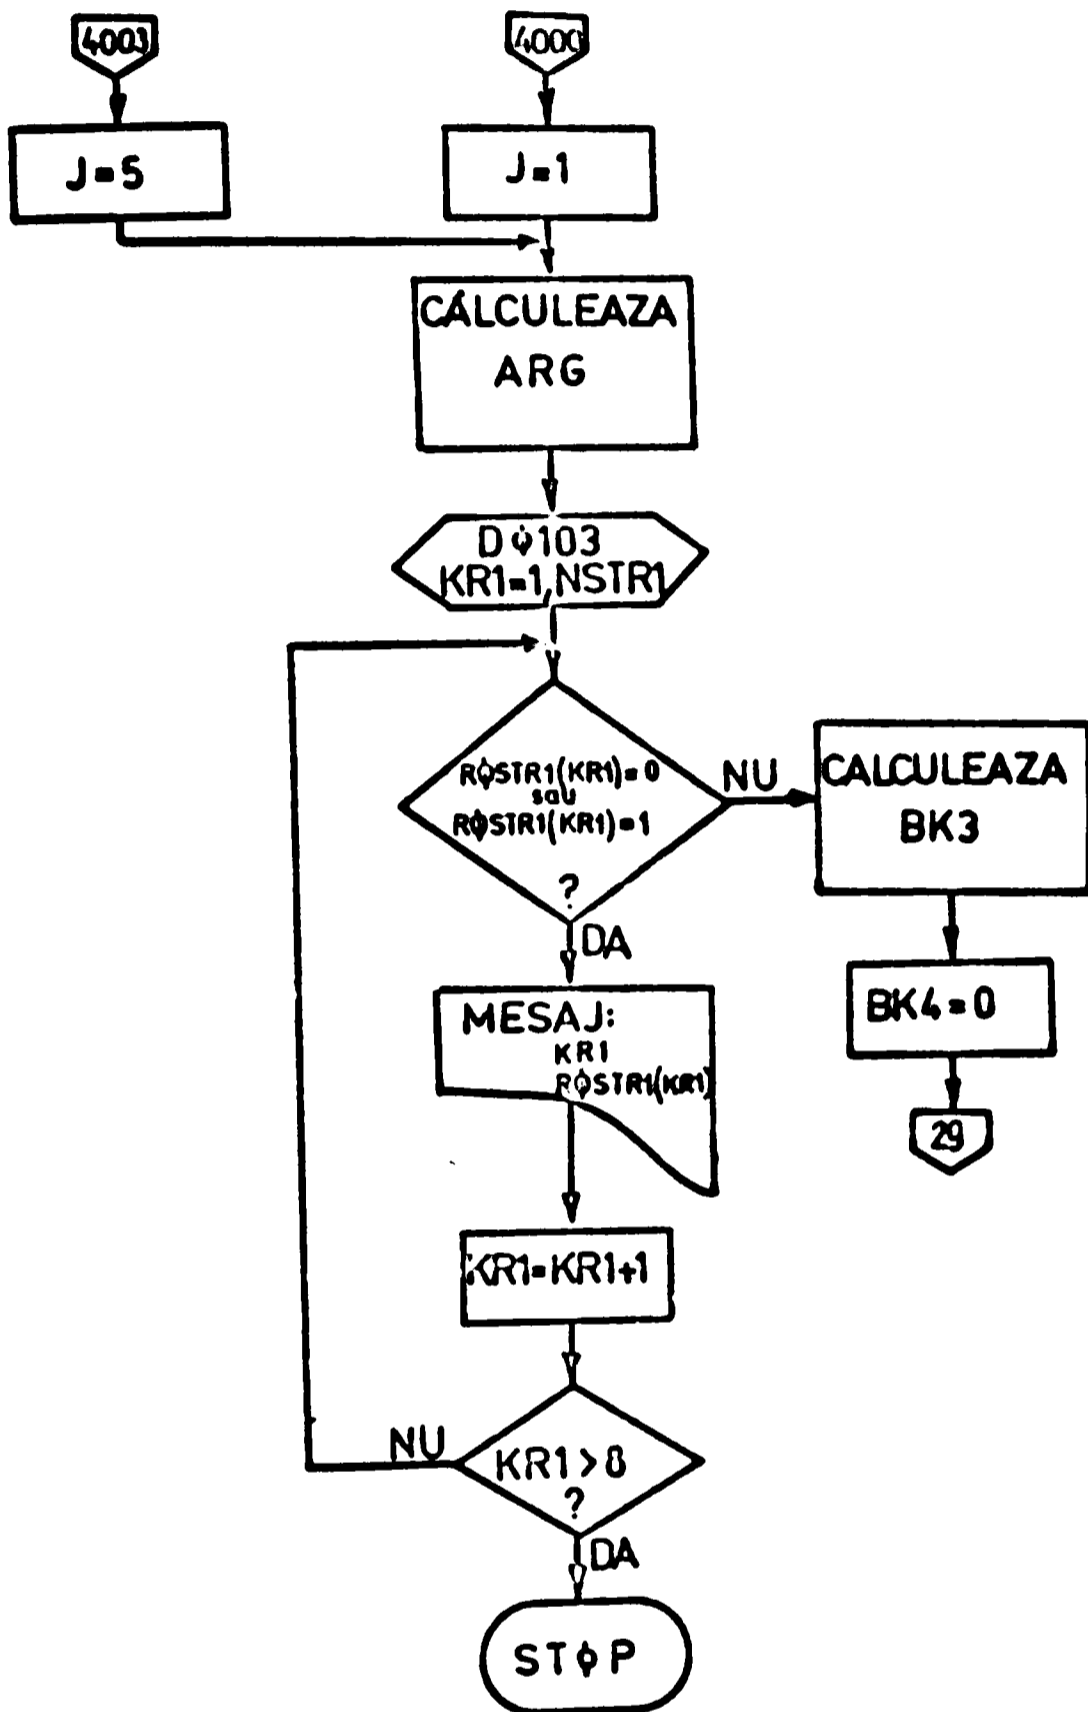 4003
4000
J=5
J=1
CALCULEAZA
ARG
DΦ103
KR1=1,NSTR1
RΦSTR1(KR1)=0
sau
RΦSTR1(KR1)=1
?
NU
CALCULEAZA
BK3
DA
BK4=0
MESAJ:
KR1
RΦSTR1(KR1)
29
KR1=KR1+1
NU
KR1>8
?
DA
STΦP